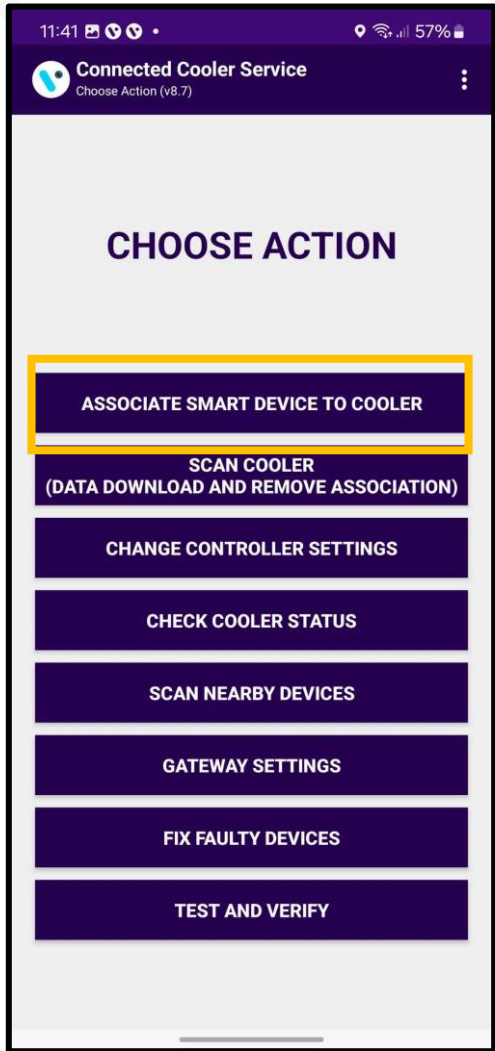 11:41 57%
Connected Cooler Service
Choose Action (v8.7)
CHOOSE ACTION
ASSOCIATE SMART DEVICE TO COOLER
SCAN COOLER
(DATA DOWNLOAD AND REMOVE ASSOCIATION)
CHANGE CONTROLLER SETTINGS
CHECK COOLER STATUS
SCAN NEARBY DEVICES
GATEWAY SETTINGS
FIX FAULTY DEVICES
TEST AND VERIFY